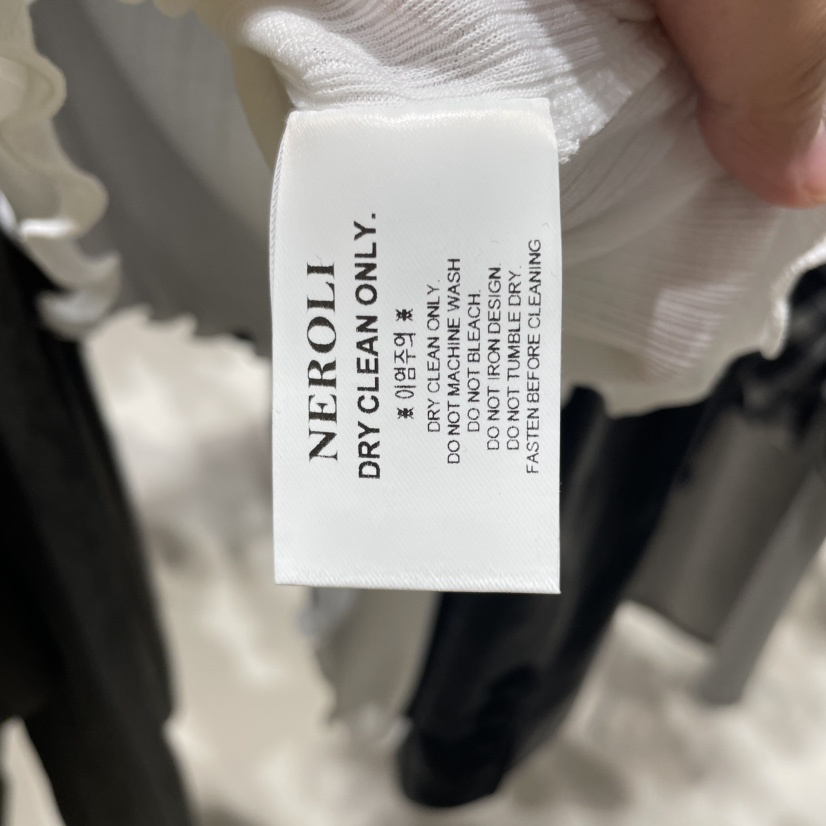 NEROLI
DRY CLEAN ONLY.
※ 이염주의 ※
DRY CLEAN ONLY.
DO NOT MACHINE WASH
DO NOT BLEACH.
DO NOT IRON DESIGN.
DO NOT TUMBLE DRY.
FASTEN BEFORE CLEANING